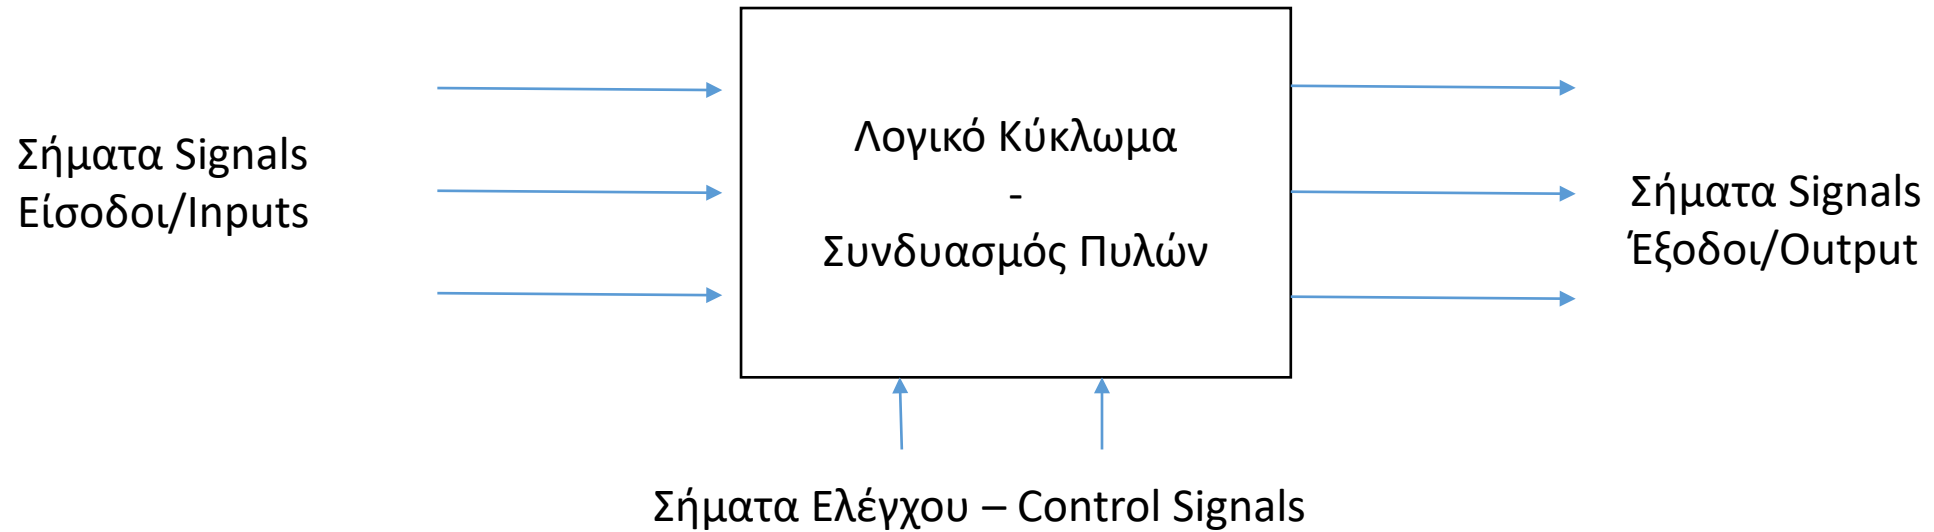 Σήματα Signals
Είσοδοι/Inputs
Λογικό Κύκλωμα
-
Συνδυασμός Πυλών
Σήματα Signals
Έξοδοι/Output
Σήματα Ελέγχου – Control Signals